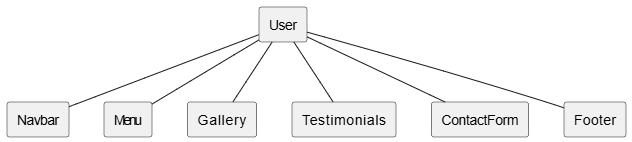 User
Navbar
Menu
Gallery
Testimonials
ContactForm
Footer